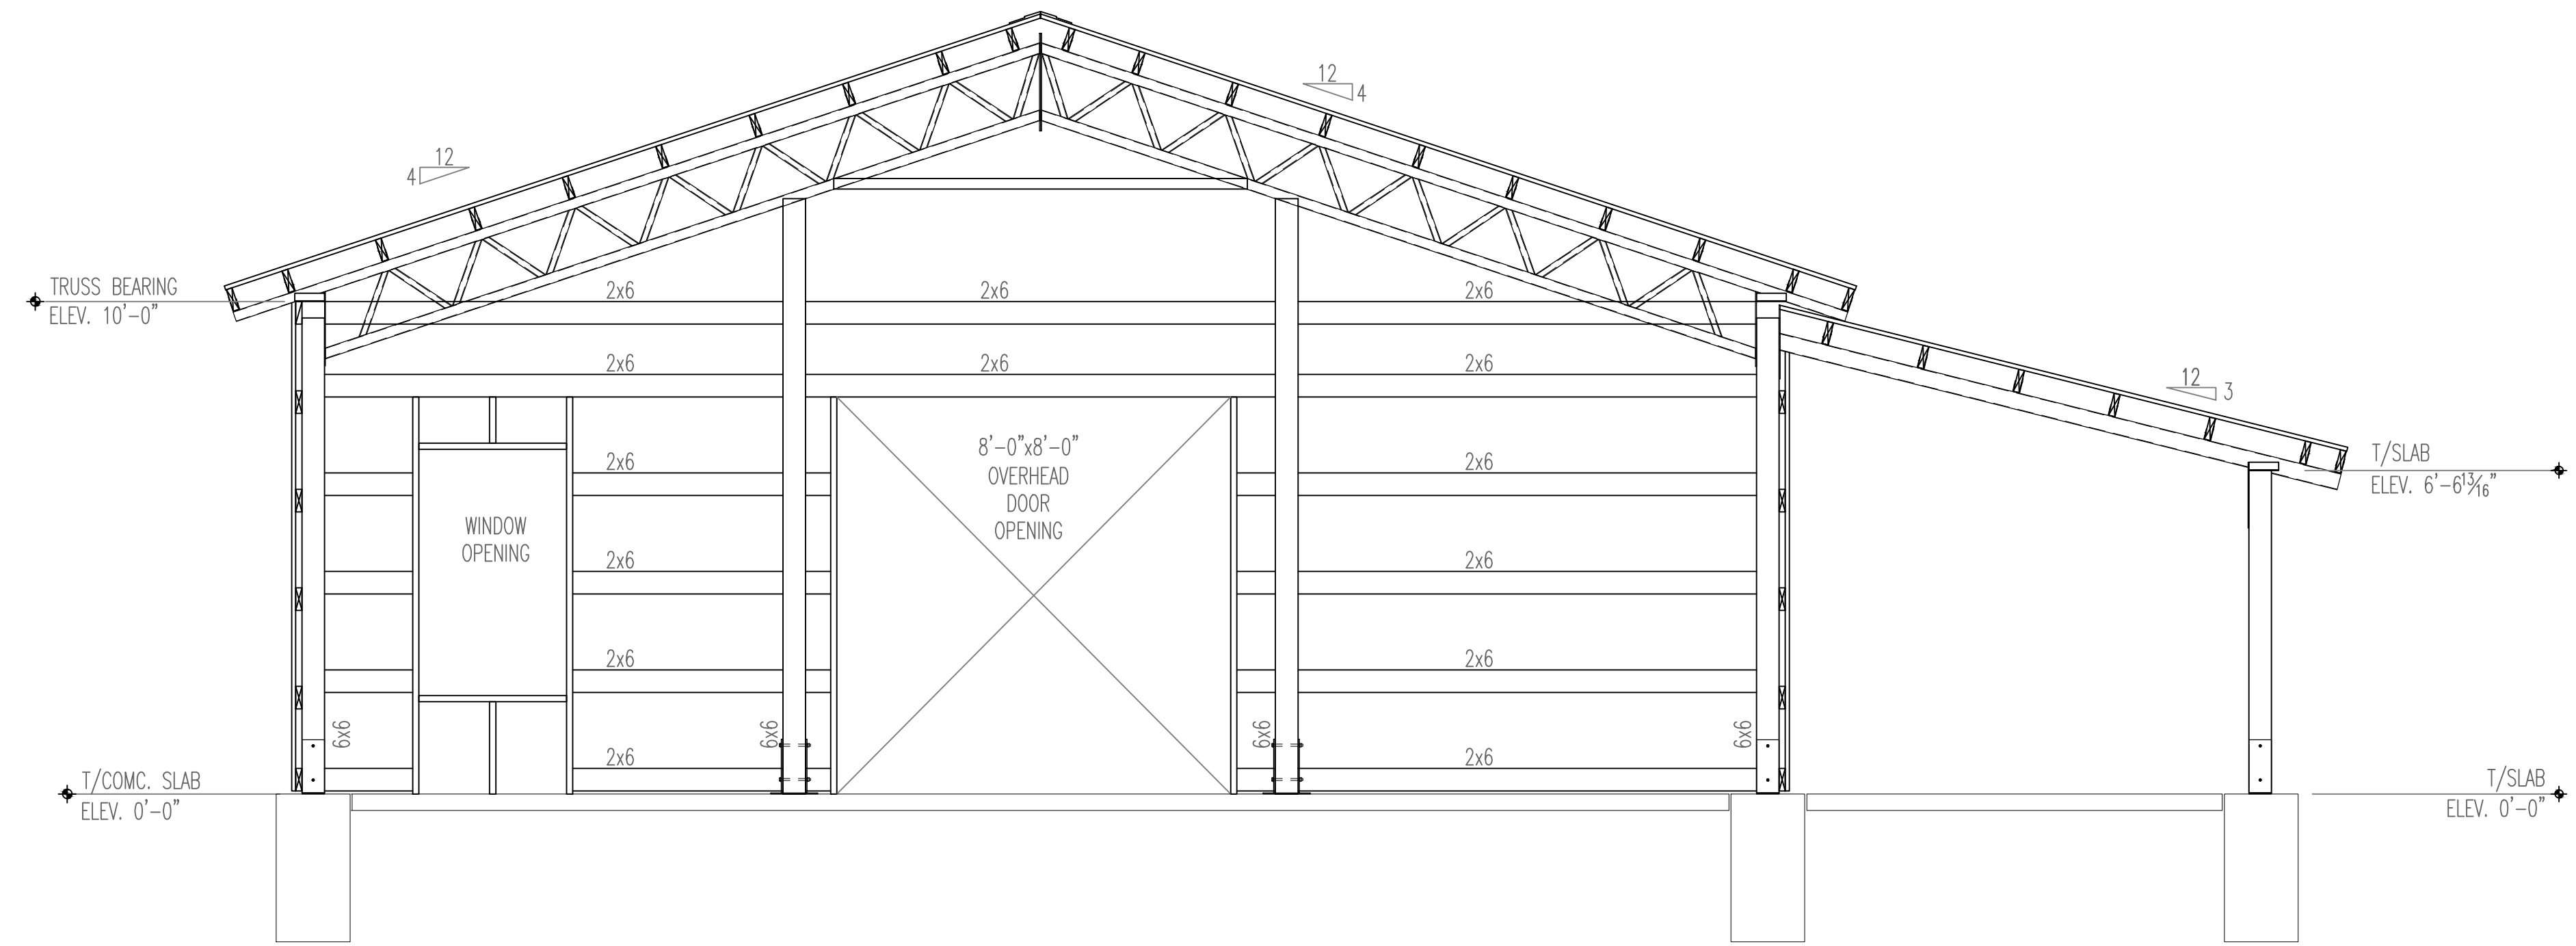 12
4
12
4
TRUSS BEARING
ELEV. 10'-0"
2x6
2x6
2x6
2x6
2x6
2x6
12
3
8'-0"x8'-0"
OVERHEAD
DOOR
OPENING
2x6
2x6
T/SLAB
ELEV. 6'-6 13/16"
WINDOW
OPENING
2x6
2x6
2x6
2x6
6x6
6x6
6x6
6x6
2x6
2x6
T/COMC. SLAB
ELEV. 0'-0"
T/SLAB
ELEV. 0'-0"